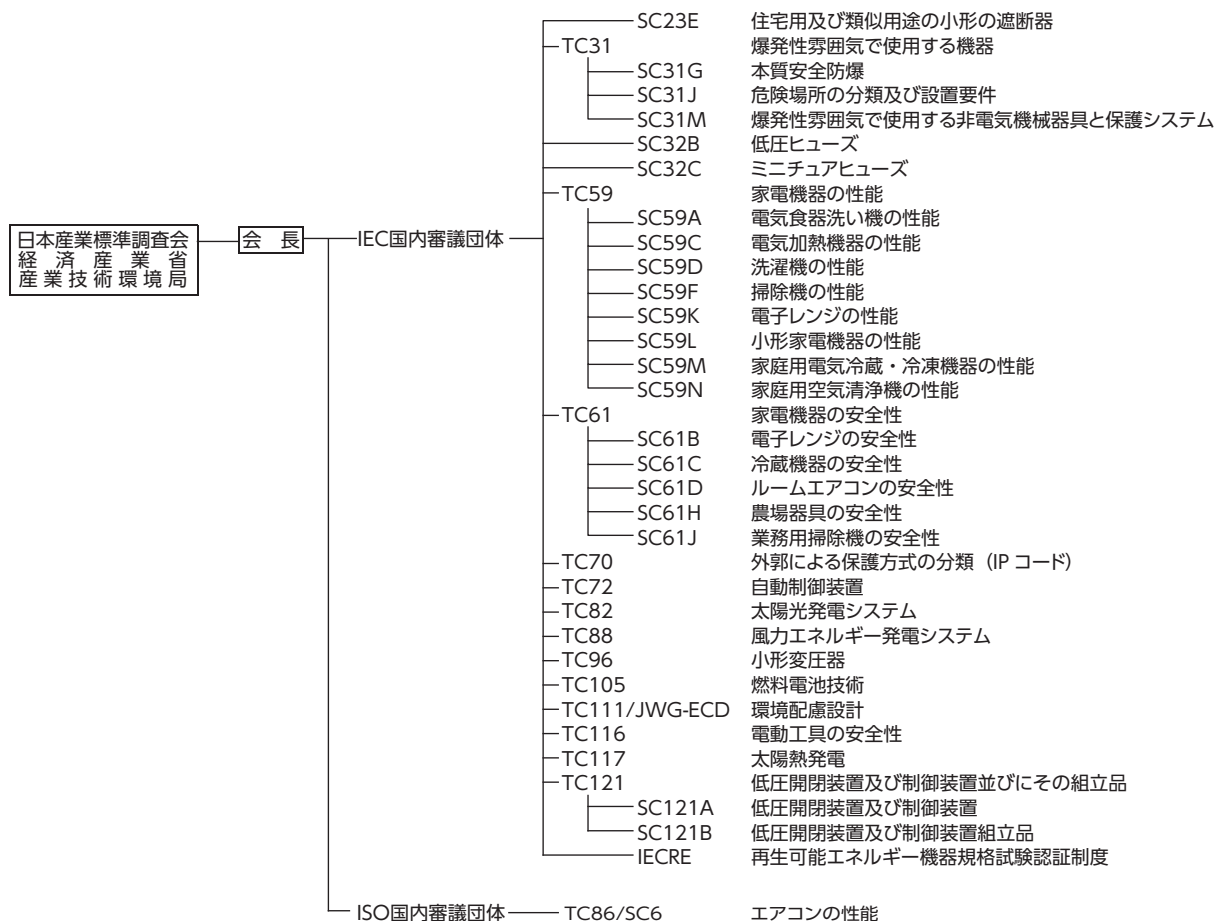 SC23E 住宅用及び類似用途の小形の遮断器
TC31 爆発性雰囲気で使用する機器
SC31G 本質安全防爆
SC31J 危険場所の分類及び設置要件
SC31M 爆発性雰囲気で使用する非電気機械器具と保護システム
SC32B 低圧ヒューズ
SC32C ミニチュアヒューズ
TC59 家電機器の性能
SC59A 電気食器洗い機の性能
日本産業標準調査会
経済産業省
産業技術環境局
会長
IEC国内審議団体
SC59C 電気加熱機器の性能
SC59D 洗濯機の性能
SC59F 掃除機の性能
SC59K 電子レンジの性能
SC59L 小形家電機器の性能
SC59M 家庭用電気冷蔵・冷凍機器の性能
SC59N 家庭用空気清浄機の性能
TC61 家電機器の安全性
SC61B 電子レンジの安全性
SC61C 冷蔵機器の安全性
SC61D ルームエアコンの安全性
SC61H 農場器具の安全性
SC61J 業務用掃除機の安全性
TC70 外郭による保護方式の分類（IP コード）
TC72 自動制御装置
TC82 太陽光発電システム
TC88 風力エネルギー発電システム
TC96 小形変圧器
TC105 燃料電池技術
TC111/JWG-ECD 環境配慮設計
TC116 電動工具の安全性
TC117 太陽熱発電
TC121 低圧開閉装置及び制御装置並びにその組立品
SC121A 低圧開閉装置及び制御装置
SC121B 低圧開閉装置及び制御装置組立品
IECRE 再生可能エネルギー機器規格試験認証制度
ISO国内審議団体 TC86/SC6 エアコンの性能